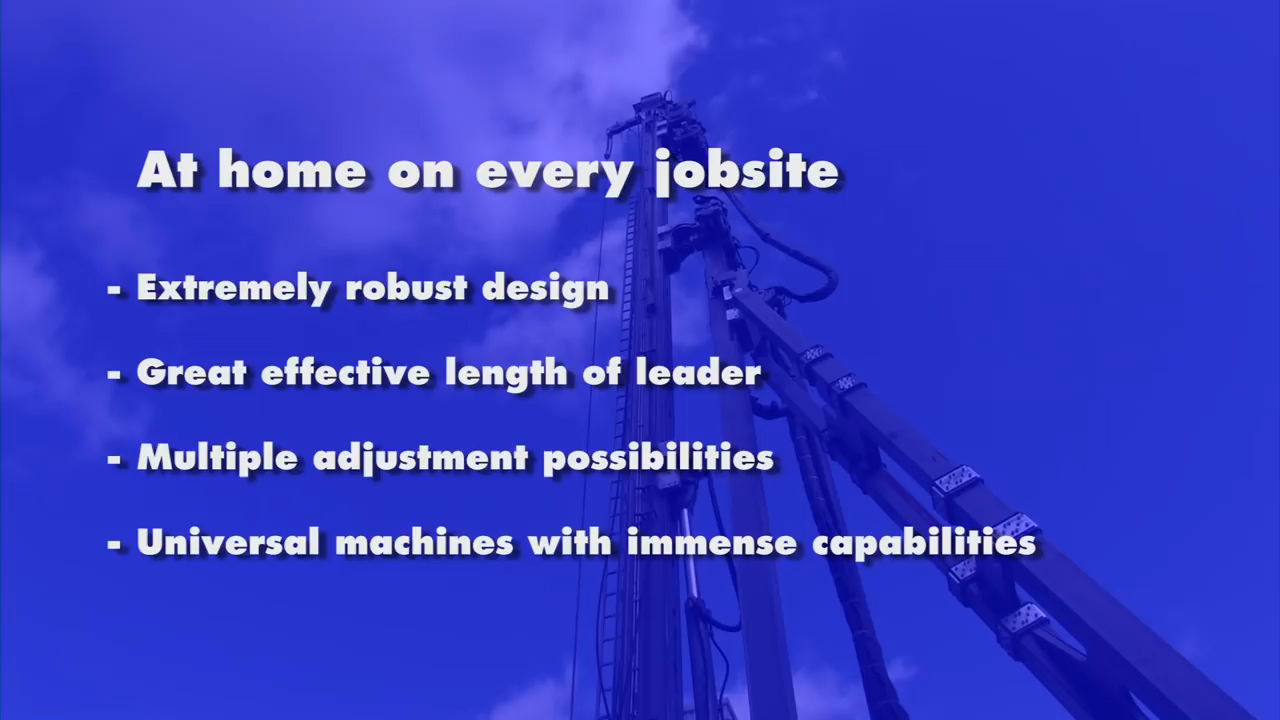 At home on every jobsite
- Extremely robust design
- Great effective length of leader
- Multiple adjustment possibilities
- Universal machines with immense capabilities